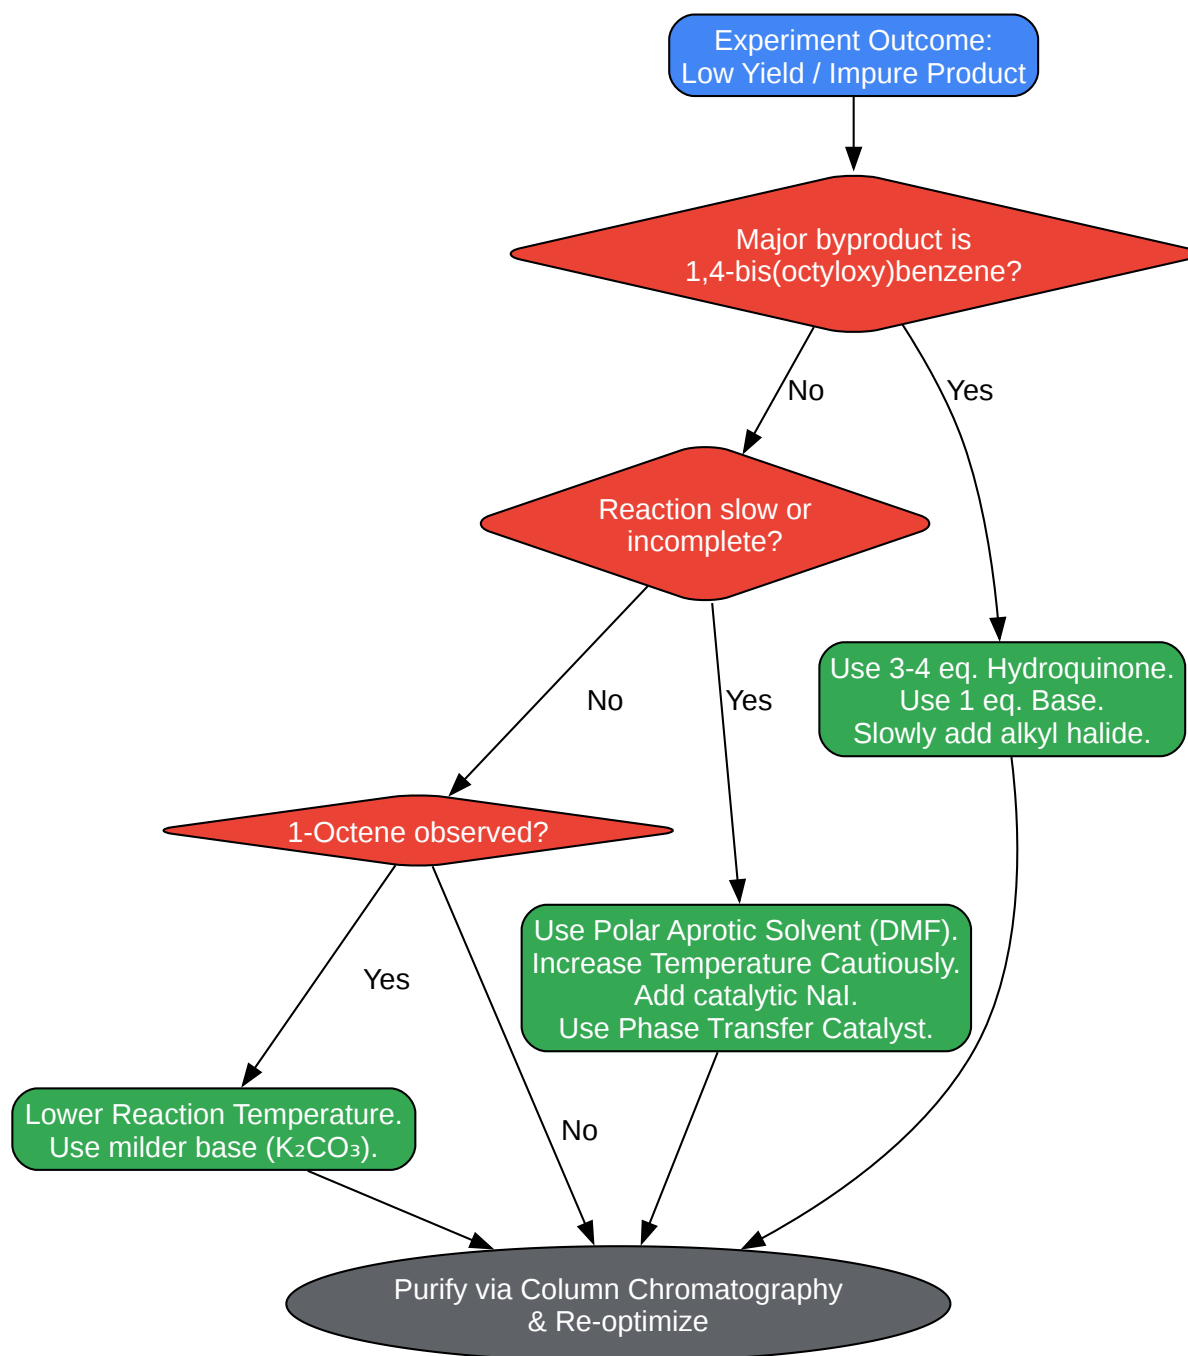 Experiment Outcome:
Low Yield / Impure Product
Major byproduct is
1,4-bis(octyloxy)benzene?
No
Yes
Reaction slow or
incomplete?
Use 3-4 eq. Hydroquinone.
Use 1 eq. Base.
Slowly add alkyl halide.
No
Yes
1-Octene observed?
Use Polar Aprotic Solvent (DMF).
Increase Temperature Cautiously.
Add catalytic NaI.
Use Phase Transfer Catalyst.
Yes
Lower Reaction Temperature.
Use milder base (K₂CO₃).
No
Purify via Column Chromatography
& Re-optimize